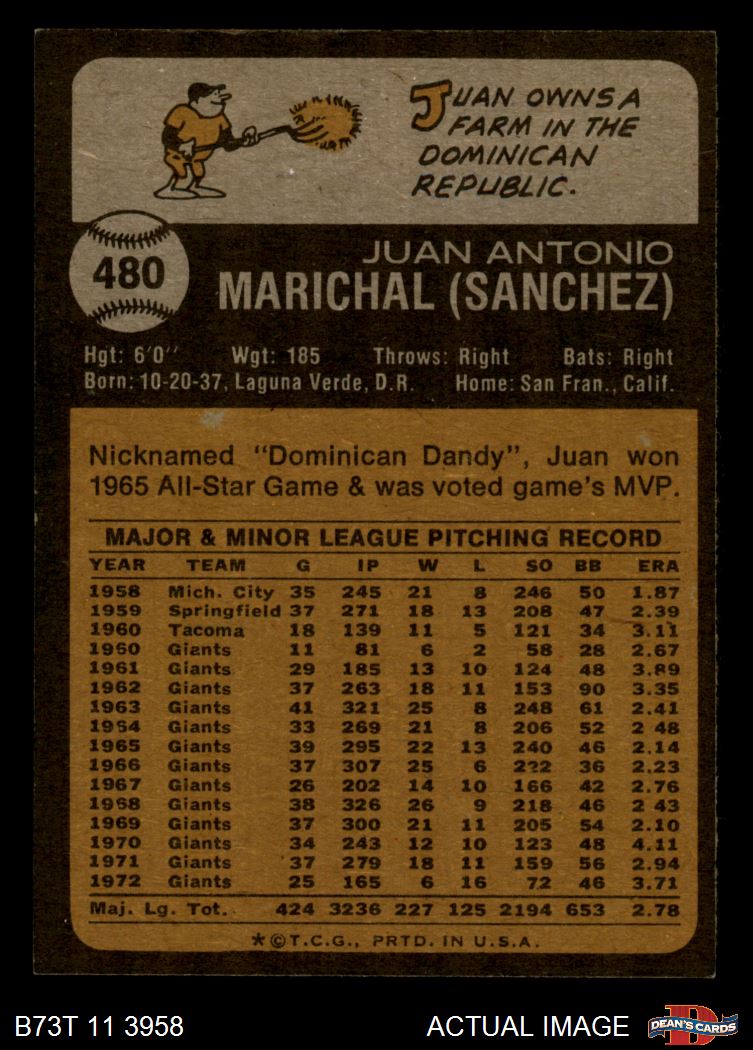 JUAN OWNS A
FARM IN THE
DOMINICAN
REPUBLIC.
480
JUAN ANTONIO
MARICHAL (SANCHEZ)
Hgt: 6'0" Wgt: 185 Throws: Right Bats: Right
Born: 10-20-37, Laguna Verde, D.R. Home: San Fran., Calif.
Nicknamed "Dominican Dandy", Juan won
1965 All-Star Game & was voted game's MVP.
MAJOR & MINOR LEAGUE PITCHING RECORD
YEAR TEAM G IP W L SO BB ERA
1958 Mich. City 35 245 21 8 246 50 1.87
1959 Springfield 37 271 18 13 208 47 2.39
1960 Tacoma 18 139 11 5 121 34 3.11
1960 Giants 11 81 6 2 58 28 2.67
1961 Giants 29 185 13 10 124 48 3.89
1962 Giants 37 263 18 11 153 90 3.35
1963 Giants 41 321 25 8 248 61 2.41
1964 Giants 33 269 21 8 206 52 2 48
1965 Giants 39 295 22 13 240 46 2.14
1966 Giants 37 307 25 6 222 36 2.23
1967 Giants 26 202 14 10 166 42 2.76
1968 Giants 38 326 26 9 218 46 2 43
1969 Giants 37 300 21 11 205 54 2.10
1970 Giants 34 243 12 10 123 48 4.11
1971 Giants 37 279 18 11 159 56 2.94
1972 Giants 25 165 6 16 72 46 3.71
Maj. Lg. Tot. 424 3236 227 125 2194 653 2.78
*©T.C.G., PRTD. IN U.S.A.
B73T 11 3958 ACTUAL IMAGE
D
DEAN'S CARDS